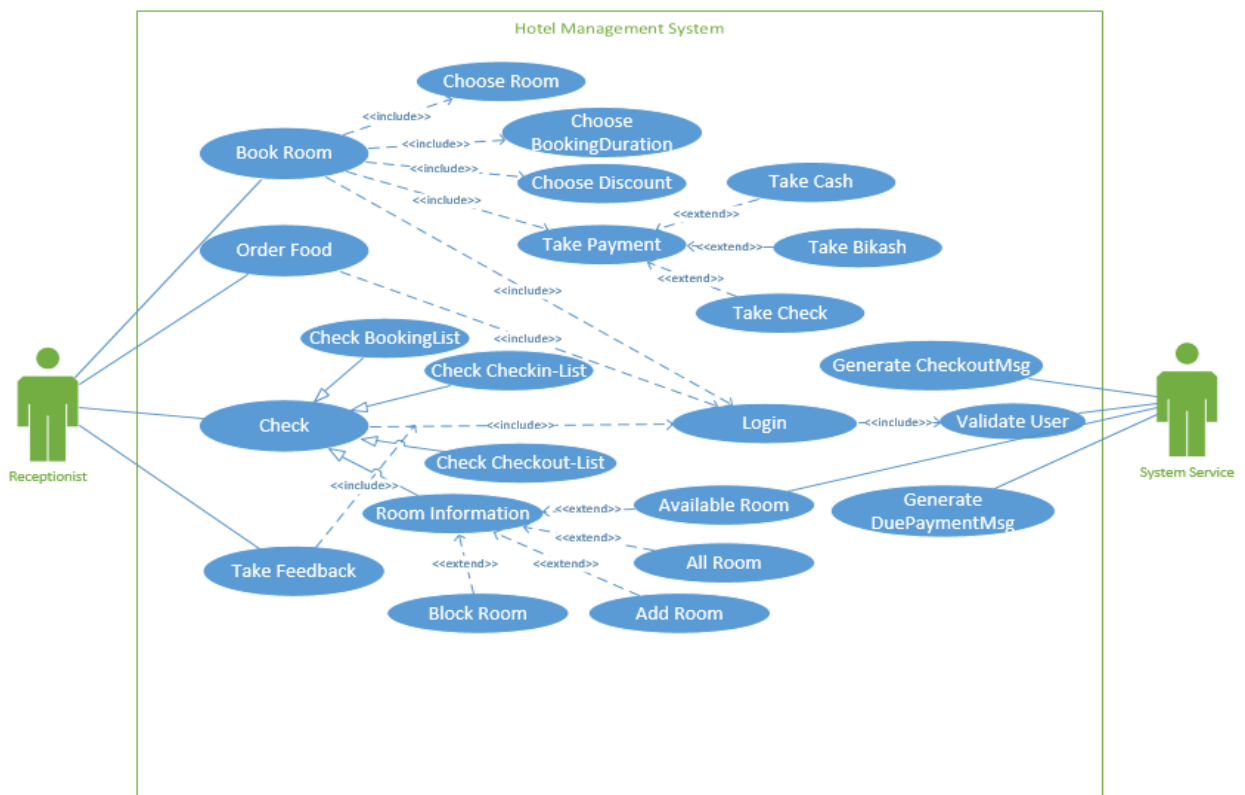 Hotel Management System
Choose Room
<<include>>
Choose
BookingDuration
Book Room
<<include>>
<<include>>
Choose Discount
Take Cash
<<include>>
<<extend>>
Order Food
Take Payment
<<extend>>
Take Bikash
<<extend>>
<<include>>
Take Check
Check BookingList
<<include>>
Check Checkin-List
Generate CheckoutMsg
Check
<<include>>
Login
<<include>>
Validate User
Receptionist
Check Checkout-List
System Service
<<include>>
Room Information
<<extend>>
Available Room
Generate
DuePaymentMsg
<<extend>>
All Room
Take Feedback
<<extend>>
<<extend>>
Block Room
Add Room